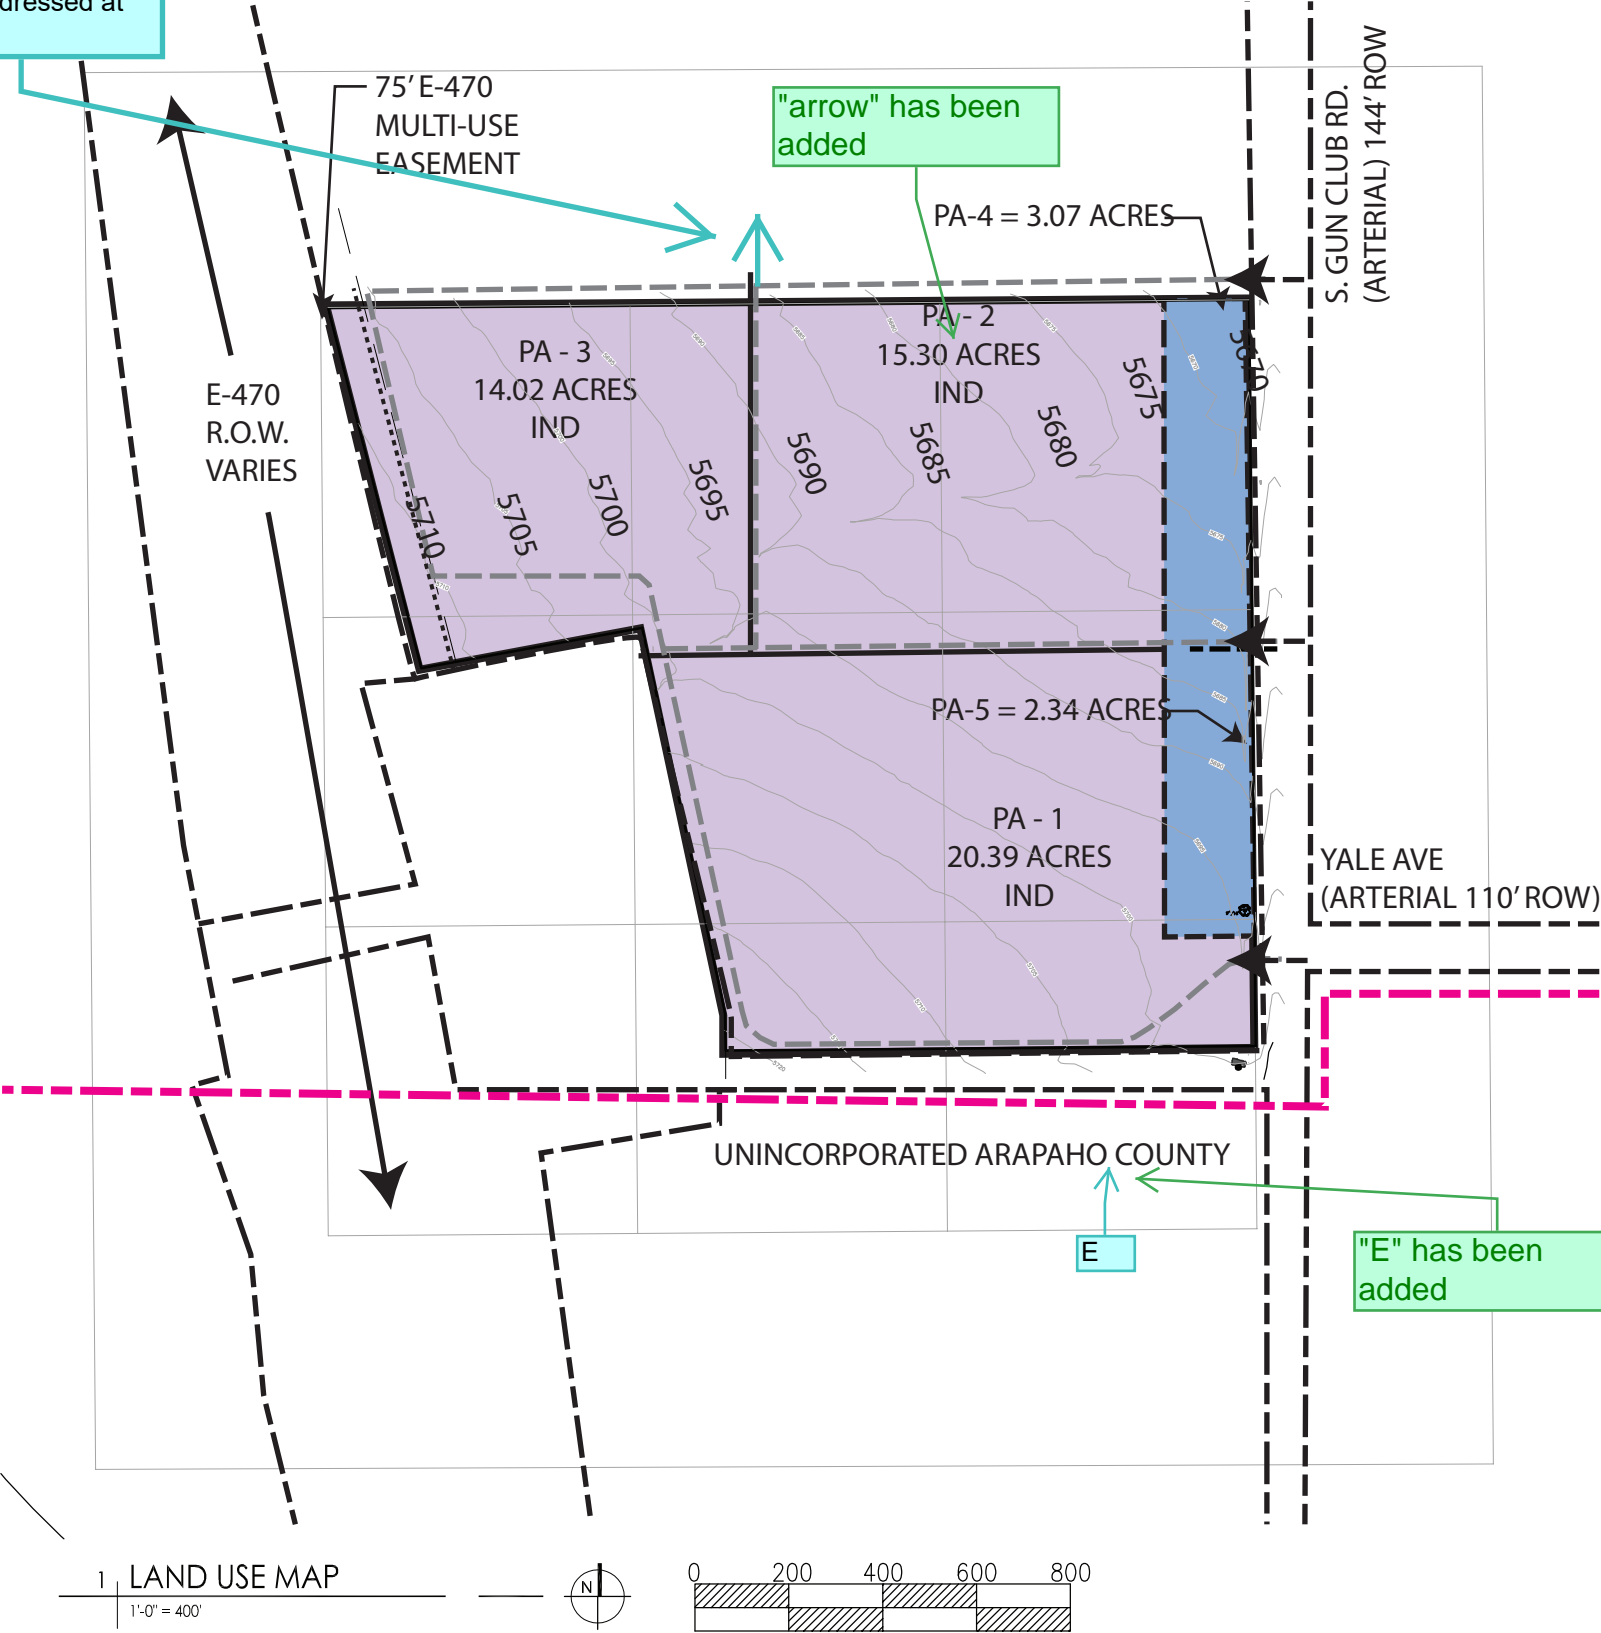 dressed at
75' E-470
MULTI-USE
EASEMENT
"arrow" has been
added
PA-4 = 3.07 ACRES
S. GUN CLUB RD.
(ARTERIAL) 144' ROW
PA - 3
14.02 ACRES
IND
PA - 2
15.30 ACRES
IND
E-470
R.O.W.
VARIES
5710
5705
5700
5695
5690
5685
5680
5675
5670
PA-5 = 2.34 ACRES
PA - 1
20.39 ACRES
IND
YALE AVE
(ARTERIAL 110' ROW)
UNINCORPORATED ARAPAHO COUNTY
E
"E" has been
added
1 LAND USE MAP
1'-0" = 400'
N
0 200 400 600 800